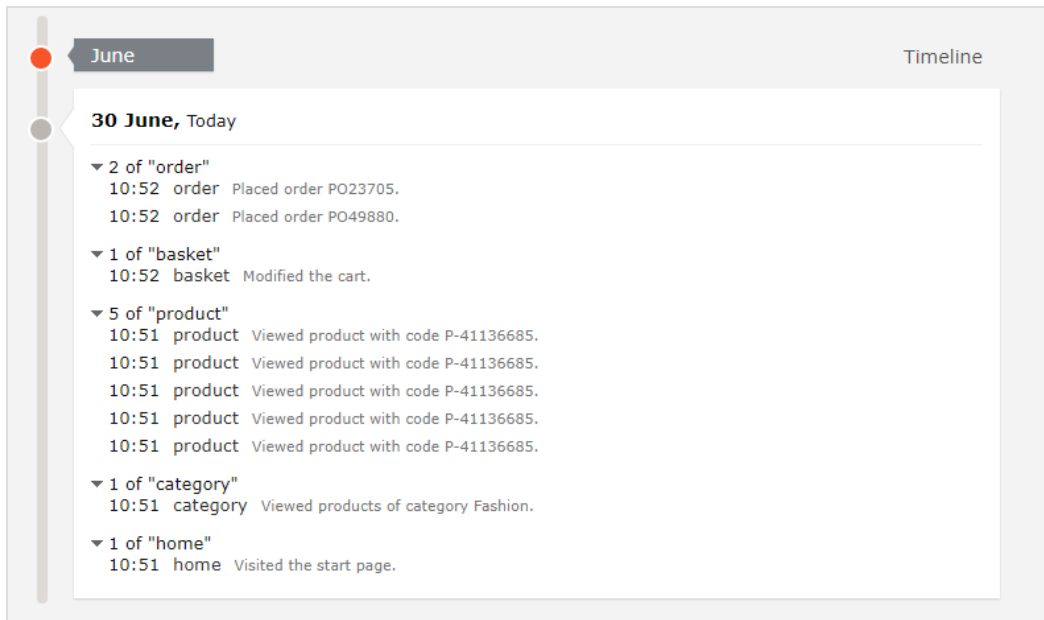 June
Timeline
30 June, Today
2 of "order"
10:52 order Placed order PO23705.
10:52 order Placed order PO49880.
1 of "basket"
10:52 basket Modified the cart.
5 of "product"
10:51 product Viewed product with code P-41136685.
10:51 product Viewed product with code P-41136685.
10:51 product Viewed product with code P-41136685.
10:51 product Viewed product with code P-41136685.
10:51 product Viewed product with code P-41136685.
1 of "category"
10:51 category Viewed products of category Fashion.
1 of "home"
10:51 home Visited the start page.